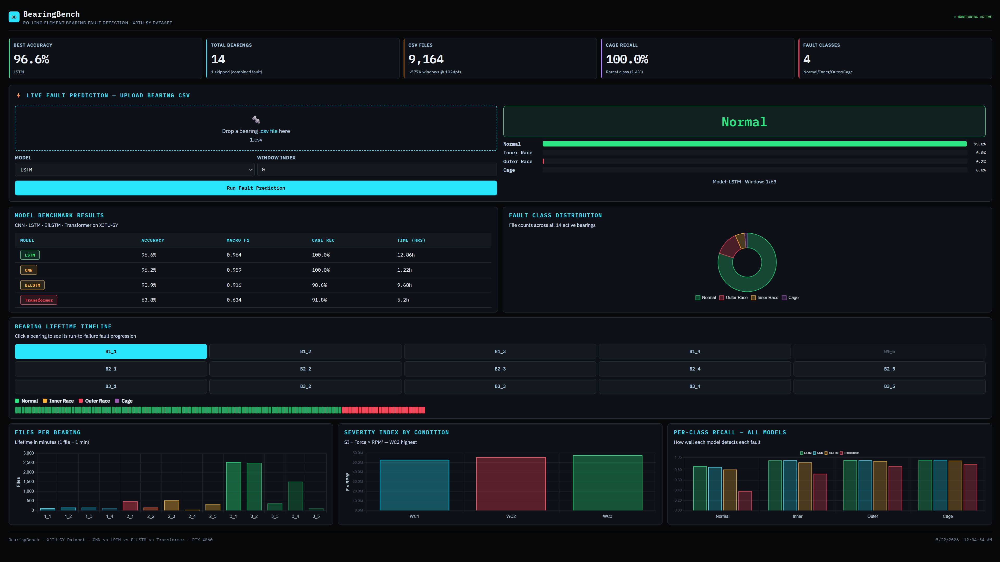 BB
BearingBench
ROLLING ELEMENT BEARING FAULT DETECTION · XJTU-SY DATASET
MONITORING ACTIVE
BEST ACCURACY
96.6%
LSTM
TOTAL BEARINGS
14
1 skipped (combined fault)
CSV FILES
9,164
~577K windows @ 1024pts
CAGE RECALL
100.0%
Rarest class (1.4%)
FAULT CLASSES
4
Normal/Inner/Outer/Cage
LIVE FAULT PREDICTION — UPLOAD BEARING CSV
Drop a bearing .csv file here
1.csv
MODEL
LSTM
WINDOW INDEX
0
Run Fault Prediction
Normal
Normal 99.8%
Inner Race 0.0%
Outer Race 0.2%
Cage 0.0%
Model: LSTM · Window: 1/63
MODEL BENCHMARK RESULTS
CNN · LSTM · BiLSTM · Transformer on XJTU-SY
MODEL ACCURACY MACRO F1 CAGE REC TIME (HRS)
LSTM 96.6% 0.964 100.0% 12.86h
CNN 96.2% 0.959 100.0% 1.22h
BiLSTM 90.9% 0.916 98.6% 9.68h
Transformer 63.8% 0.634 91.8% 5.2h
FAULT CLASS DISTRIBUTION
File counts across all 14 active bearings
Normal Outer Race Inner Race Cage
BEARING LIFETIME TIMELINE
Click a bearing to see its run-to-failure fault progression
B1_1 B1_2 B1_3 B1_4 B1_5
B2_1 B2_2 B2_3 B2_4 B2_5
B3_1 B3_2 B3_3 B3_4 B3_5
Normal Inner Race Outer Race Cage
FILES PER BEARING
Lifetime in minutes (1 file = 1 min)
Files
3,000
2,500
2,000
1,500
1,000
500
0
1_1 1_2 1_3 1_4 2_1 2_2 2_3 2_4 2_5 3_1 3_2 3_3 3_4 3_5
SEVERITY INDEX BY CONDITION
SI = Force × RPM² — WC3 highest
F × RPM²
60.0M
50.0M
40.0M
30.0M
20.0M
10.0M
0.0M
WC1 WC2 WC3
PER-CLASS RECALL — ALL MODELS
How well each model detects each fault
LSTM CNN BiLSTM Transformer
1.05
0.80
0.60
0.40
0.20
0.00
Normal Inner Outer Cage
BearingBench · XJTU-SY Dataset · CNN vs LSTM vs BiLSTM vs Transformer · RTX 4060
5/22/2026, 12:04:54 AM